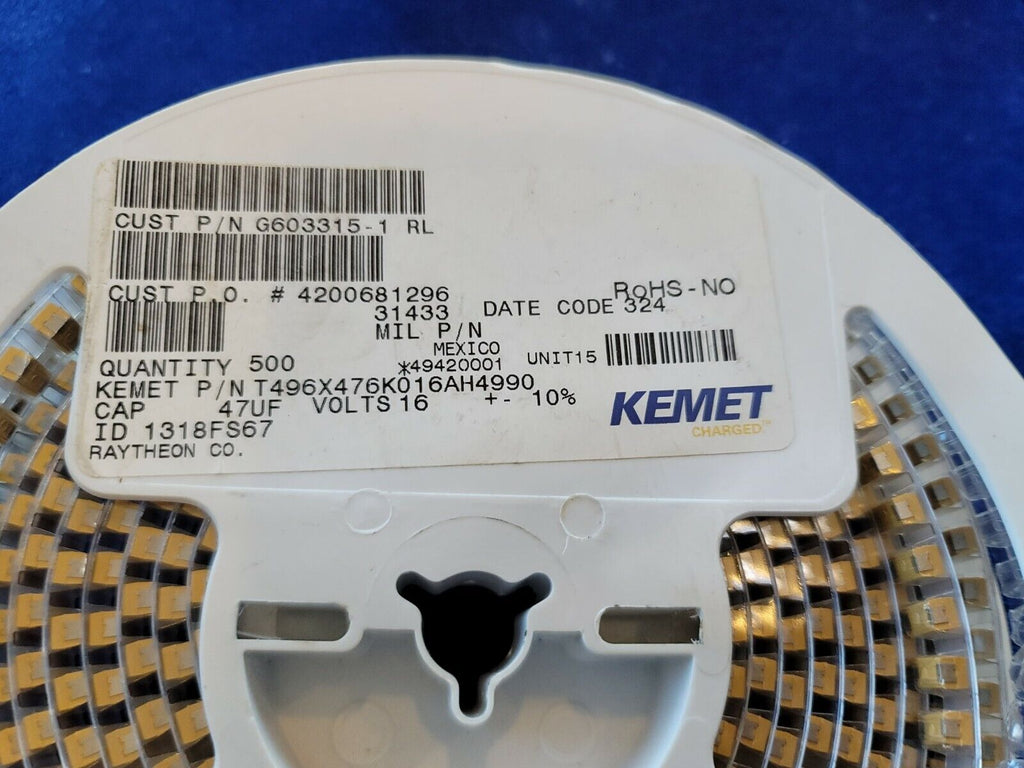 CUST P/N G603315-1 RL
CUST P.O. # 4200681296
RoHS-NO
31433 DATE CODE 324
MIL P/N
MEXICO
QUANTITY 500 *49420001 UNIT15
KEMET P/N T496X476K016AH4990
CAP 47UF VOLTS 16 +- 10%
ID 1318FS67
RAYTHEON CO.
KEMET
CHARGED.™